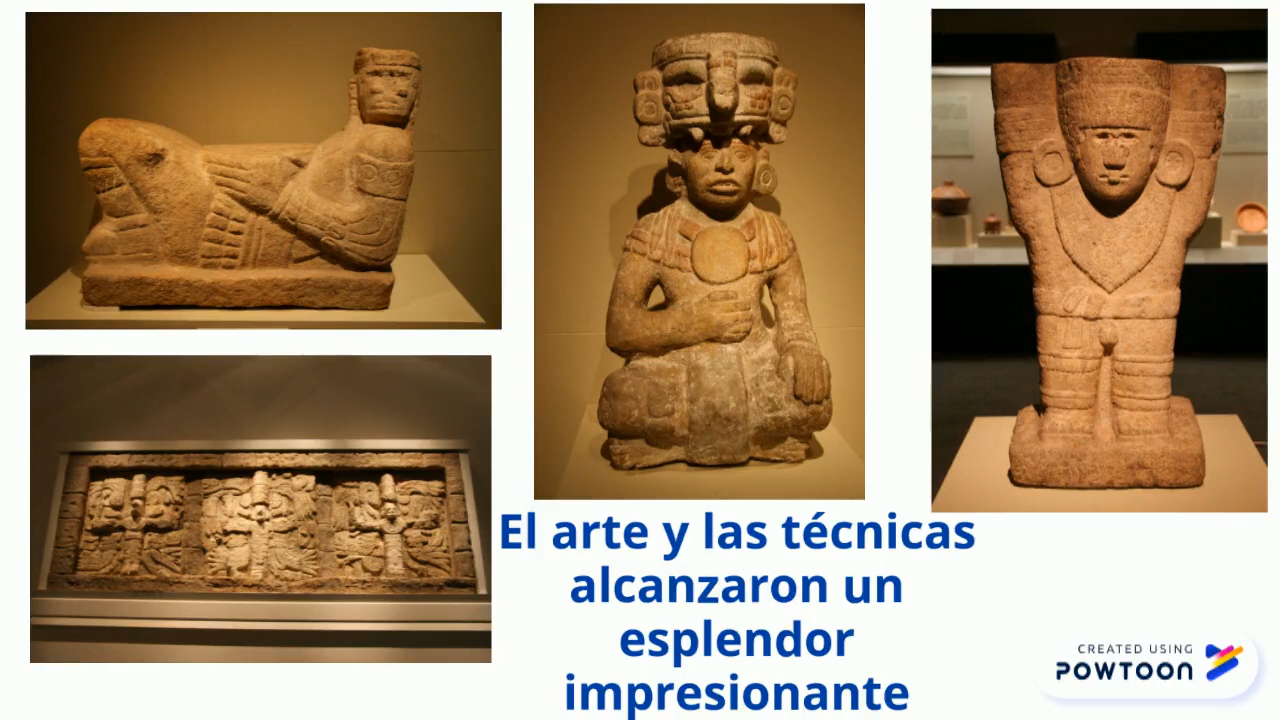 El arte y las técnicas
alcanzaron un
esplendor
impresionante
CREATED USING
POWTOON